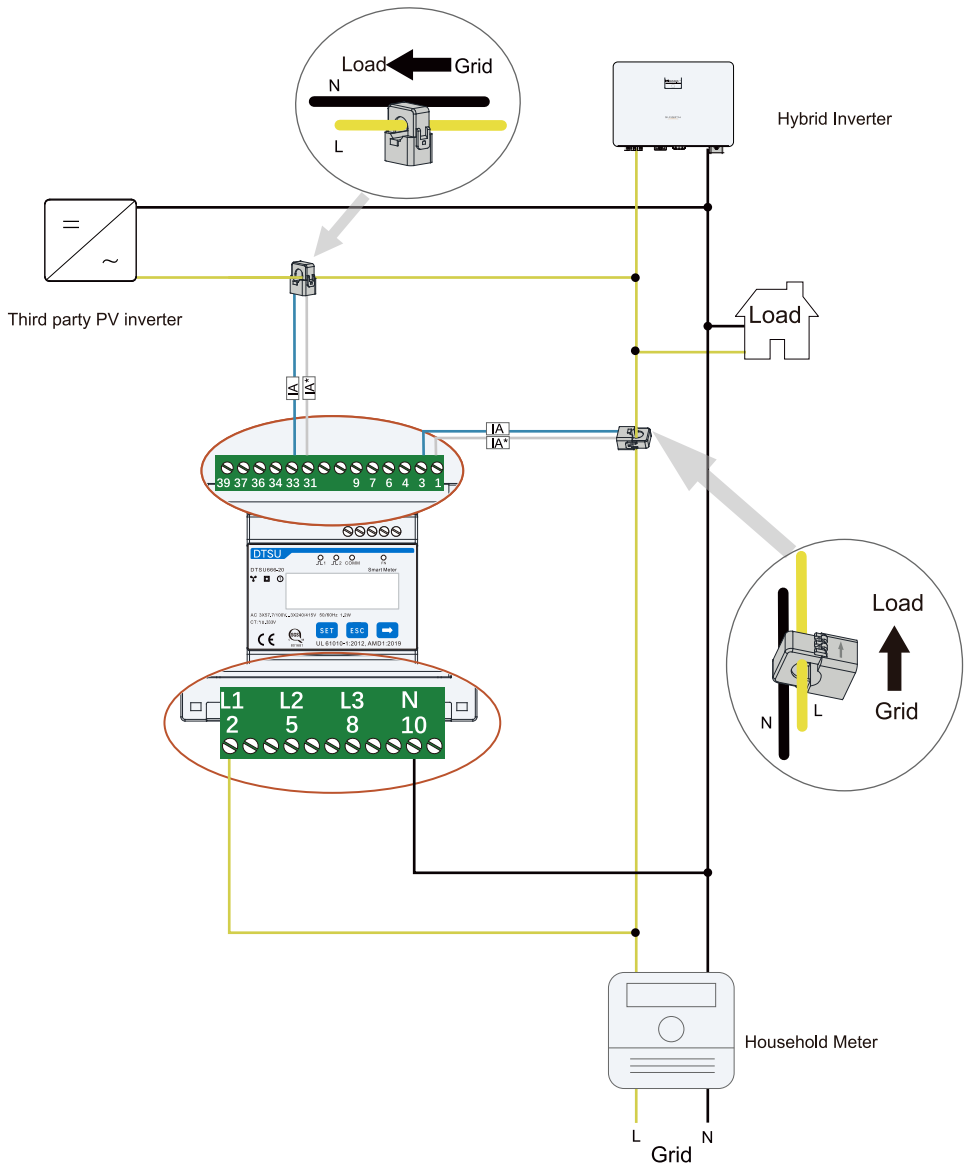 Load Grid
N
L
Hybrid Inverter
Third party PV inverter
Load
IA
IA*
IA
IA*
39 37 36 34 33 31 9 7 6 4 3 1
DTSU
DTSU666-20
1 2 COMM
Smart Meter
SET ESC
UL 61010-1:2012, AMD1:2019
CE
L1 L2 L3 N
2 5 8 10
Load
Grid
N
L
Household Meter
L N
Grid